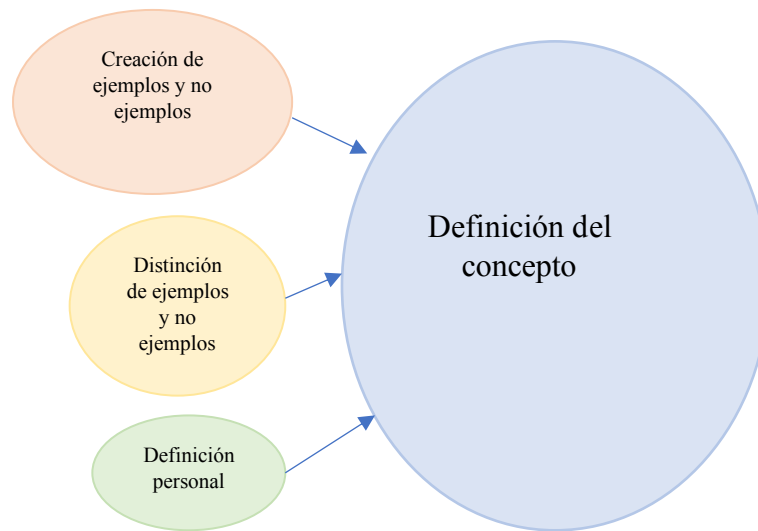 Creación de
ejemplos y no
ejemplos
Distinción
de ejemplos
y no
ejemplos
Definición
personal
Definición del
concepto